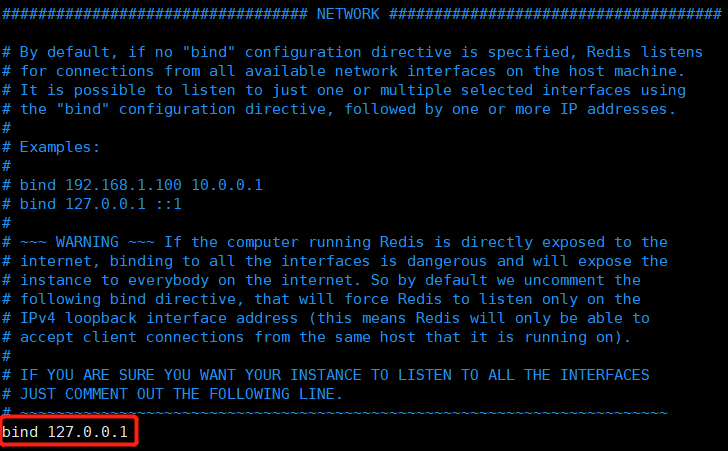 ################################## NETWORK #####################################

# By default, if no "bind" configuration directive is specified, Redis listens
# for connections from all available network interfaces on the host machine.
# It is possible to listen to just one or multiple selected interfaces using
# the "bind" configuration directive, followed by one or more IP addresses.
#
# Examples:
#
# bind 192.168.1.100 10.0.0.1
# bind 127.0.0.1 ::1
#
# ~~~ WARNING ~~~ If the computer running Redis is directly exposed to the
# internet, binding to all the interfaces is dangerous and will expose the
# instance to everybody on the internet. So by default we uncomment the
# following bind directive, that will force Redis to listen only on the
# IPv4 loopback interface address (this means Redis will only be able to
# accept client connections from the same host that it is running on).
#
# IF YOU ARE SURE YOU WANT YOUR INSTANCE TO LISTEN TO ALL THE INTERFACES
# JUST COMMENT OUT THE FOLLOWING LINE.
# ~~~~~~~~~~~~~~~~~~~~~~~~~~~~~~~~~~~~~~~~~~~~~~~~~~~~~~~~~~~~~~~~~~~~~~~~
bind 127.0.0.1